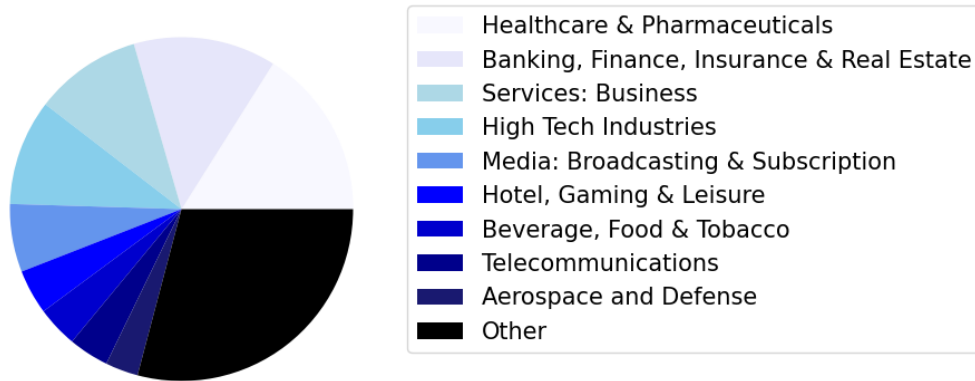 Healthcare & Pharmaceuticals
Banking, Finance, Insurance & Real Estate
Services: Business
High Tech Industries
Media: Broadcasting & Subscription
Hotel, Gaming & Leisure
Beverage, Food & Tobacco
Telecommunications
Aerospace and Defense
Other